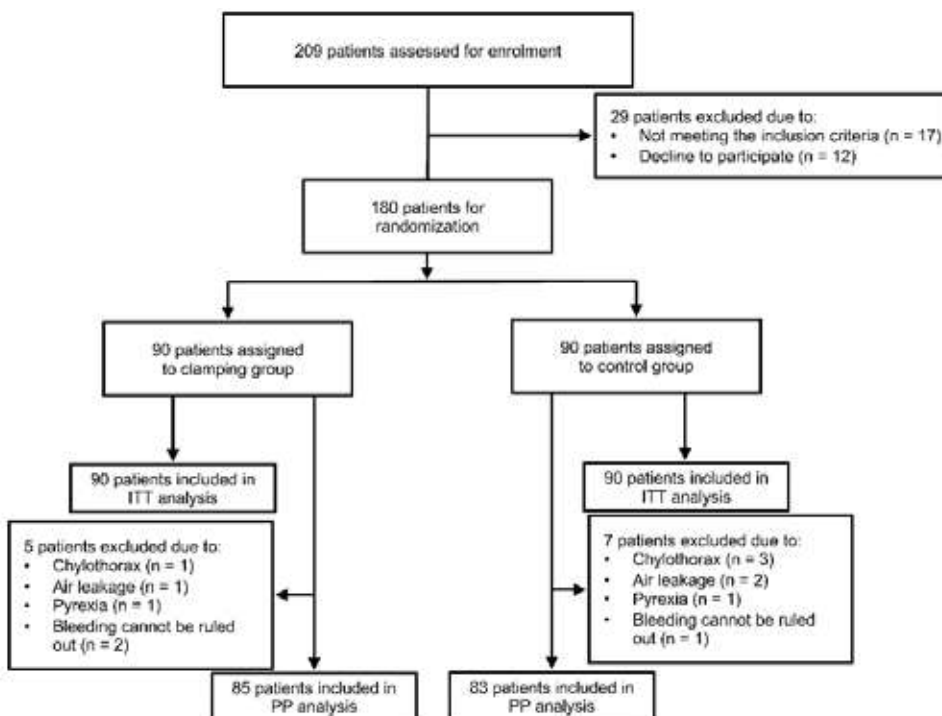 209 patients assessed for enrolment
29 patients excluded due to:
• Not meeting the inclusion criteria (n = 17)
• Decline to participate (n = 12)
180 patients for
randomization
90 patients assigned
to clamping group
90 patients assigned
to control group
90 patients included in
ITT analysis
90 patients included in
ITT analysis
5 patients excluded due to:
• Chylothorax (n = 1)
• Air leakage (n = 1)
• Pyrexia (n = 1)
• Bleeding cannot be ruled
out (n = 2)
7 patients excluded due to:
• Chylothorax (n = 3)
• Air leakage (n = 2)
• Pyrexia (n = 1)
• Bleeding cannot be ruled
out (n = 1)
85 patients included in
PP analysis
83 patients included in
PP analysis